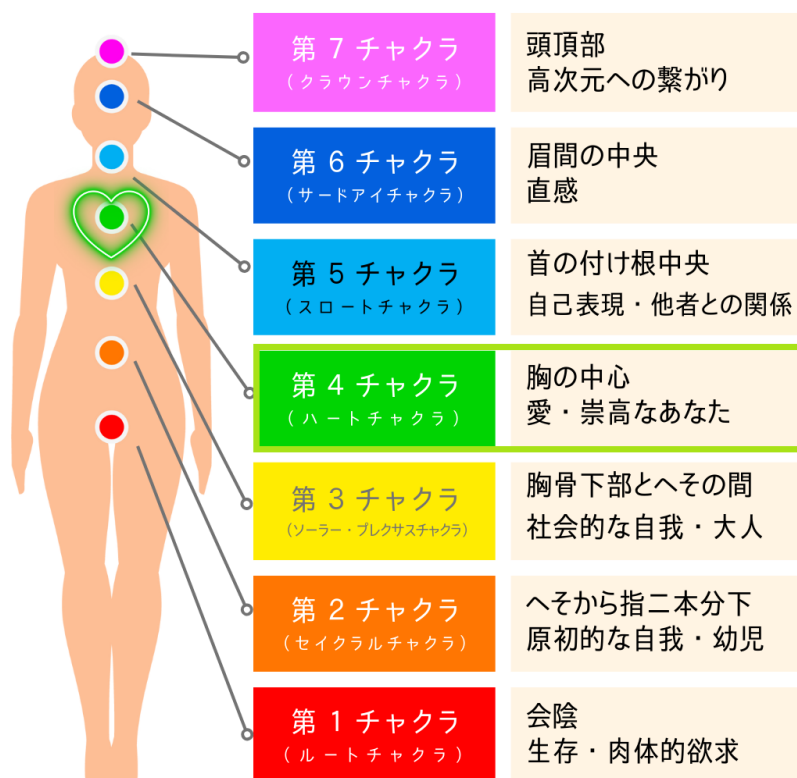 第 7 チャクラ
(クラウンチャクラ)
頭頂部
高次元への繋がり
第 6 チャクラ
(サードアイチャクラ)
眉間の中央
直感
第 5 チャクラ
(スロートチャクラ)
首の付け根中央
自己表現・他者との関係
第 4 チャクラ
(ハートチャクラ)
胸の中心
愛・崇高なあなた
第 3 チャクラ
(ソーラー・プレクサスチャクラ)
胸骨下部とへその間
社会的な自我・大人
第 2 チャクラ
(セイクラルチャクラ)
へそから指二本分下
原初的な自我・幼児
第 1 チャクラ
(ルートチャクラ)
会陰
生存・肉体的欲求